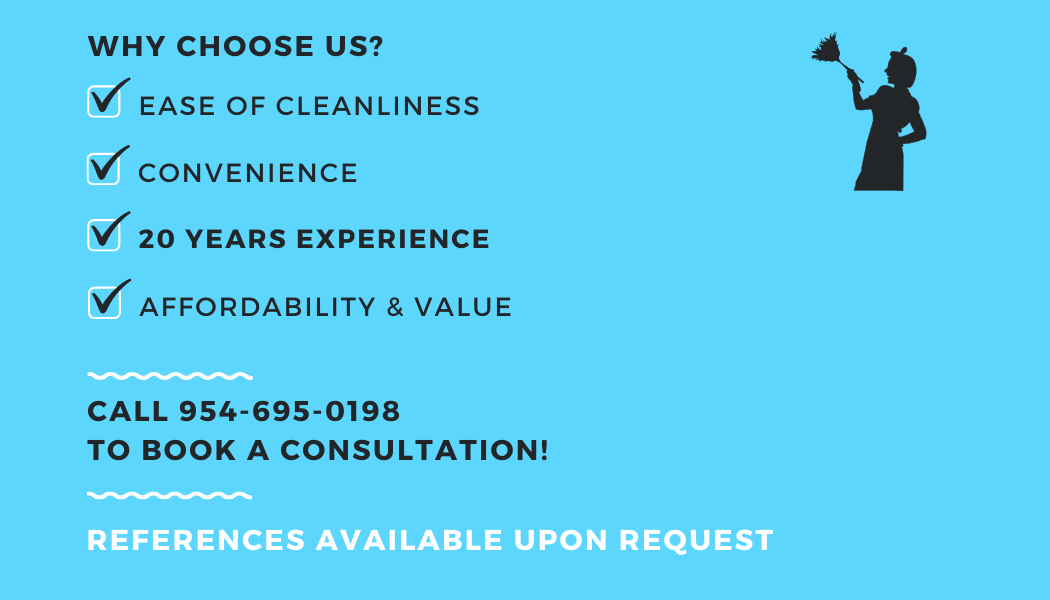 WHY CHOOSE US?
EASE OF CLEANLINESS
CONVENIENCE
20 YEARS EXPERIENCE
AFFORDABILITY & VALUE
CALL 954-695-0198
TO BOOK A CONSULTATION!
REFERENCES AVAILABLE UPON REQUEST